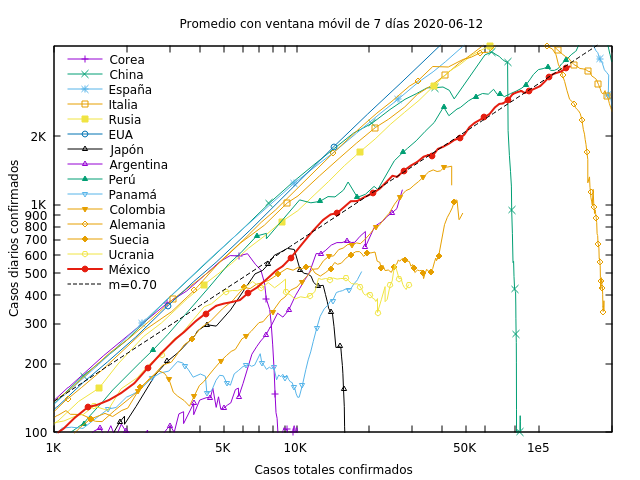 Promedio con ventana móvil de 7 días 2020-06-12
Casos diarios confirmados
2K
1K
900
800
700
600
500
400
300
200
100
Corea
China
España
Italia
Rusia
EUA
Japón
Argentina
Perú
Panamá
Colombia
Alemania
Suecia
Ucrania
México
m=0.70
1K 5K 10K 50K 1e5
Casos totales confirmados